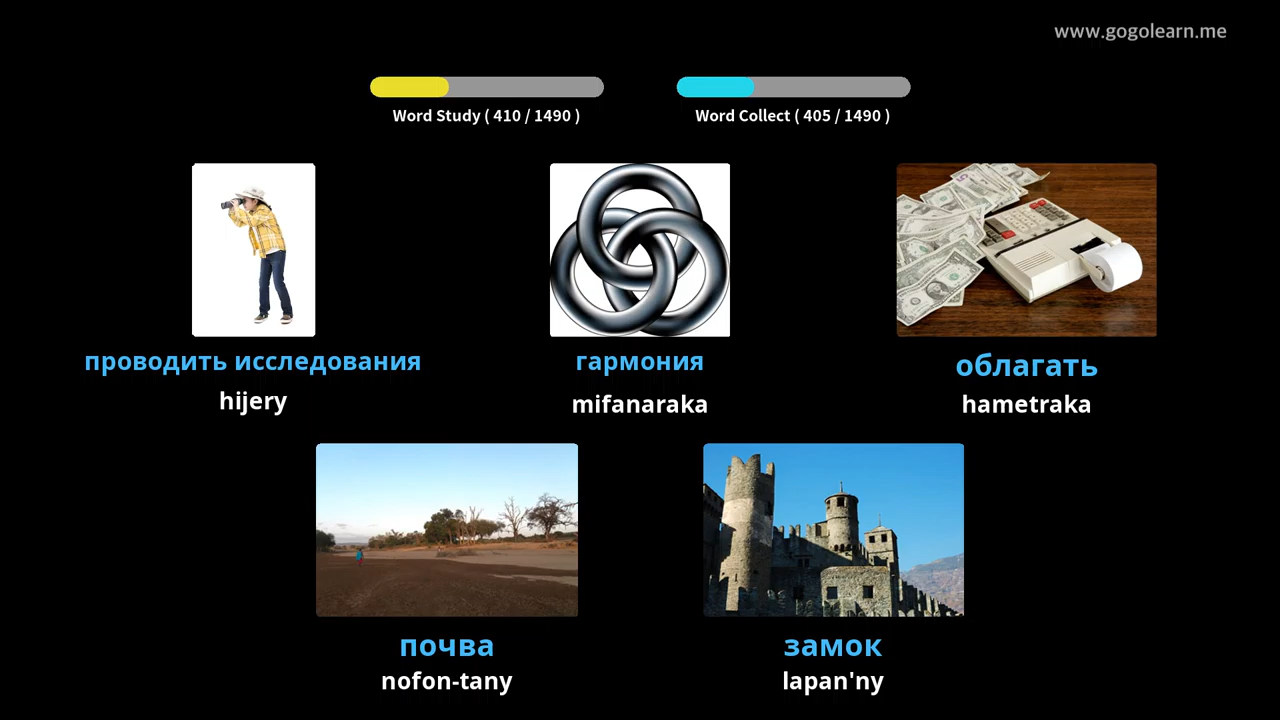 www.gogolearn.me
Word Study ( 410 / 1490 )
Word Collect ( 405 / 1490 )
проводить исследования
hijery
гармония
mifanaraka
облагать
hametraka
почва
nofon-tany
замок
lapan'ny